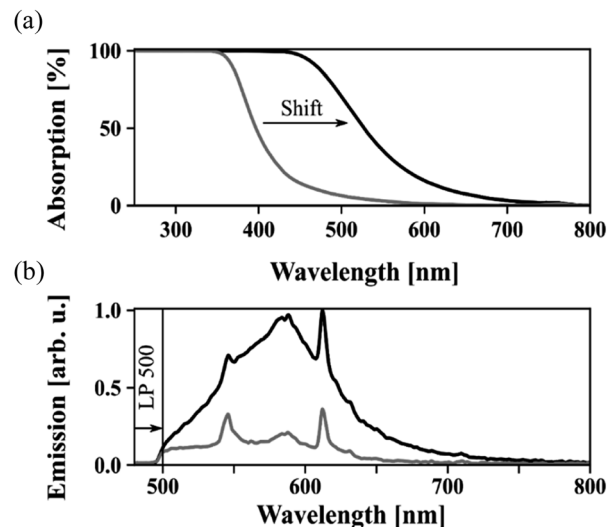 (a)
Absorption [%]
100
50
0
Shift
300 400 500 600 700 800
Wavelength [nm]
(b)
Emission [arb. u.]
1.0
0.5
0.0
LP 500
500 600 700 800
Wavelength [nm]